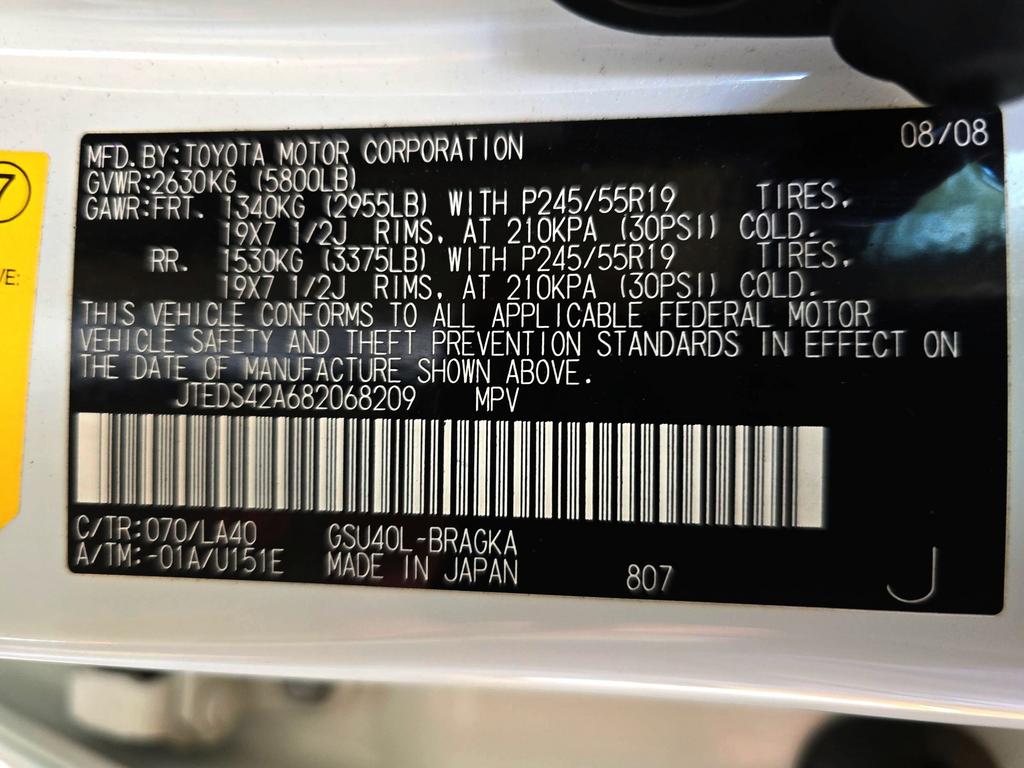 MFD. BY: TOYOTA MOTOR CORPORATION 08/08
GVWR: 2630KG (5800LB)
GAWR: FRT. 1340KG (2955LB) WITH P245/55R19 TIRES,
19X7 1/2J RIMS, AT 210KPA (30PSI) COLD.
RR. 1530KG (3375LB) WITH P245/55R19 TIRES,
19X7 1/2J RIMS, AT 210KPA (30PSI) COLD.
THIS VEHICLE CONFORMS TO ALL APPLICABLE FEDERAL MOTOR
VEHICLE SAFETY AND THEFT PREVENTION STANDARDS IN EFFECT ON
THE DATE OF MANUFACTURE SHOWN ABOVE.
JTEDS42A682068209 MPV
C/TR: 070/LA40 GSU40L-BRAGKA
A/TM: -01A/U151E MADE IN JAPAN 807 J
7